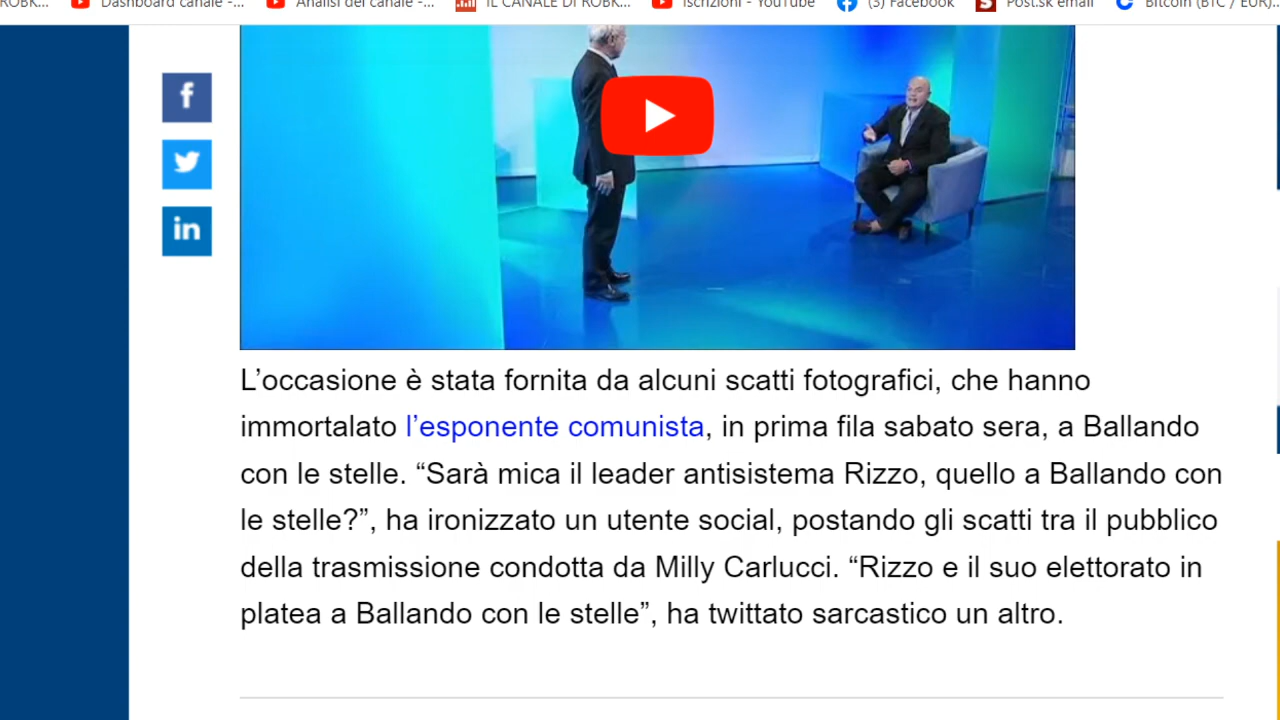 ROBK... Dashboard canale -... Analisi del canale -... IL CANALE DI ROBK... Iscrizioni - YouTube (3) Facebook Post.sk email Bitcoin (BTC / EUR)...
f
in
L’occasione è stata fornita da alcuni scatti fotografici, che hanno
immortalato l’esponente comunista, in prima fila sabato sera, a Ballando
con le stelle. “Sarà mica il leader antisistema Rizzo, quello a Ballando con
le stelle?”, ha ironizzato un utente social, postando gli scatti tra il pubblico
della trasmissione condotta da Milly Carlucci. “Rizzo e il suo elettorato in
platea a Ballando con le stelle”, ha twittato sarcastico un altro.